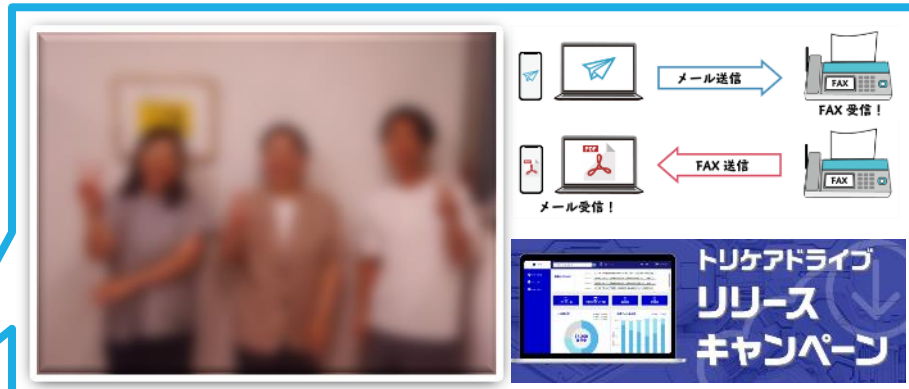 メール送信
FAX
FAX 受信！
PDF
FAX 送信
FAX
メール受信！
トリケアドライブ
リリース
キャンペーン